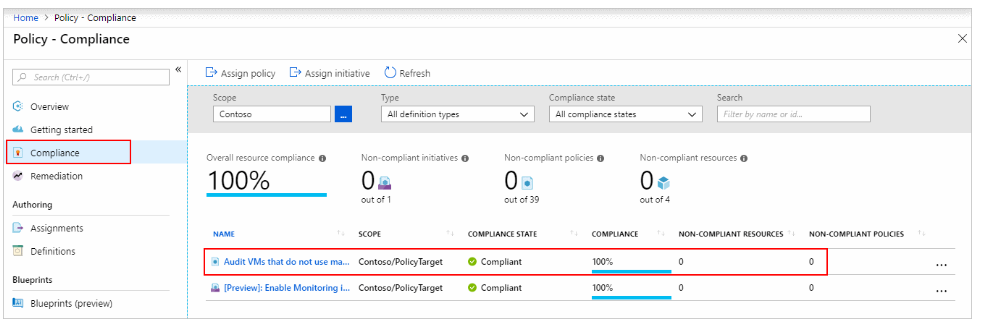 Home > Policy - Compliance
Policy - Compliance
Search (Ctrl+/)
Overview
Getting started
Compliance
Remediation
Authoring
Assignments
Definitions
Blueprints
Blueprints (preview)
Assign policy Assign initiative Refresh
Scope Type Compliance state Search
Contoso ... All definition types All compliance states Filter by name or id...
Overall resource compliance Non-compliant initiatives Non-compliant policies Non-compliant resources
100% 0 0 0
out of 1 out of 39 out of 4
NAME SCOPE COMPLIANCE STATE COMPLIANCE NON-COMPLIANT RESOURCES NON-COMPLIANT POLICIES
Audit VMs that do not use ma... Contoso/PolicyTarget Compliant 100% 0 0 ...
[Preview]: Enable Monitoring i... Contoso/PolicyTarget Compliant 100% 0 0 ...